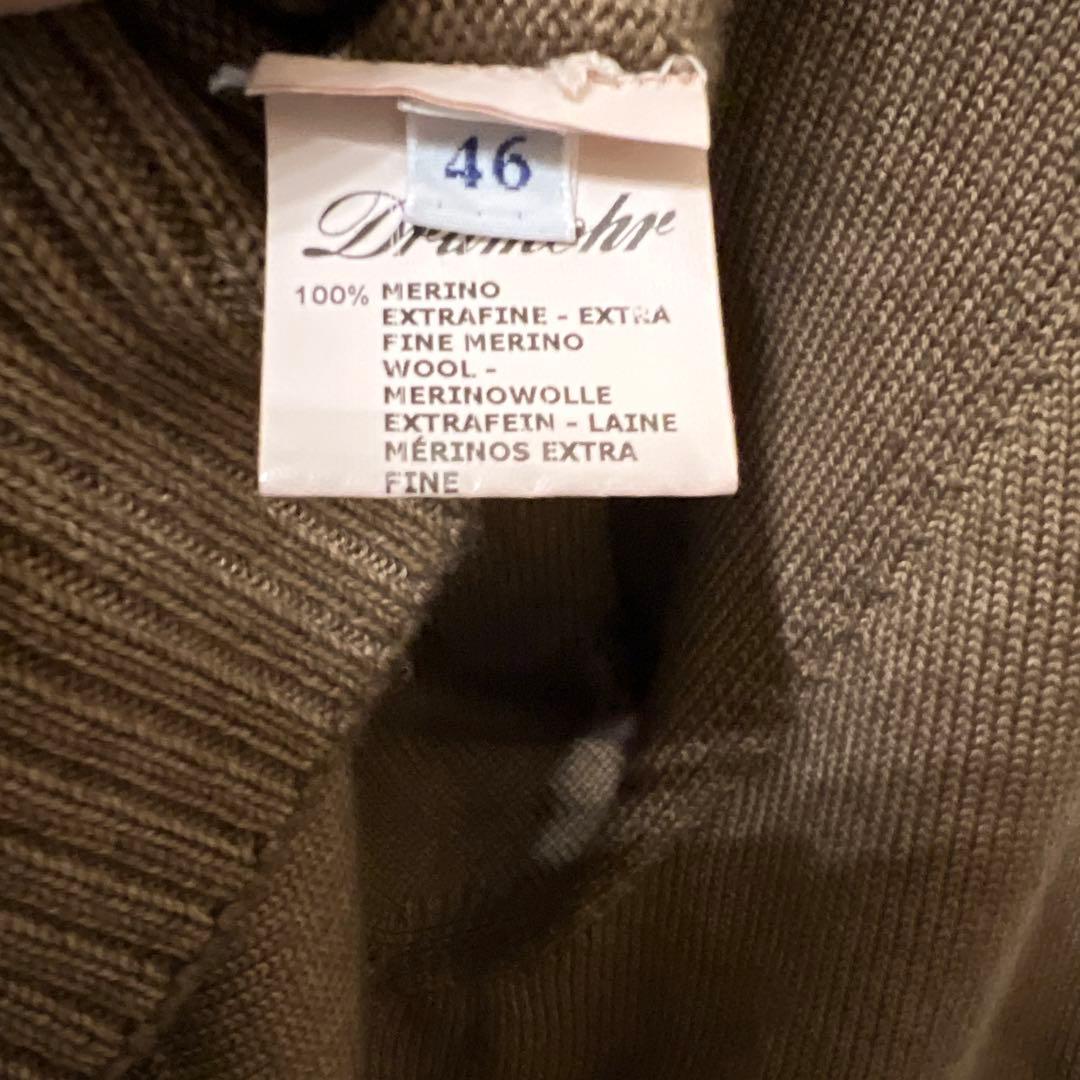 46
Drumohr
100% MERINO
EXTRAFINE - EXTRA
FINE MERINO
WOOL -
MERINOWOLLE
EXTRAFEIN - LAINE
MÉRINOS EXTRA
FINE